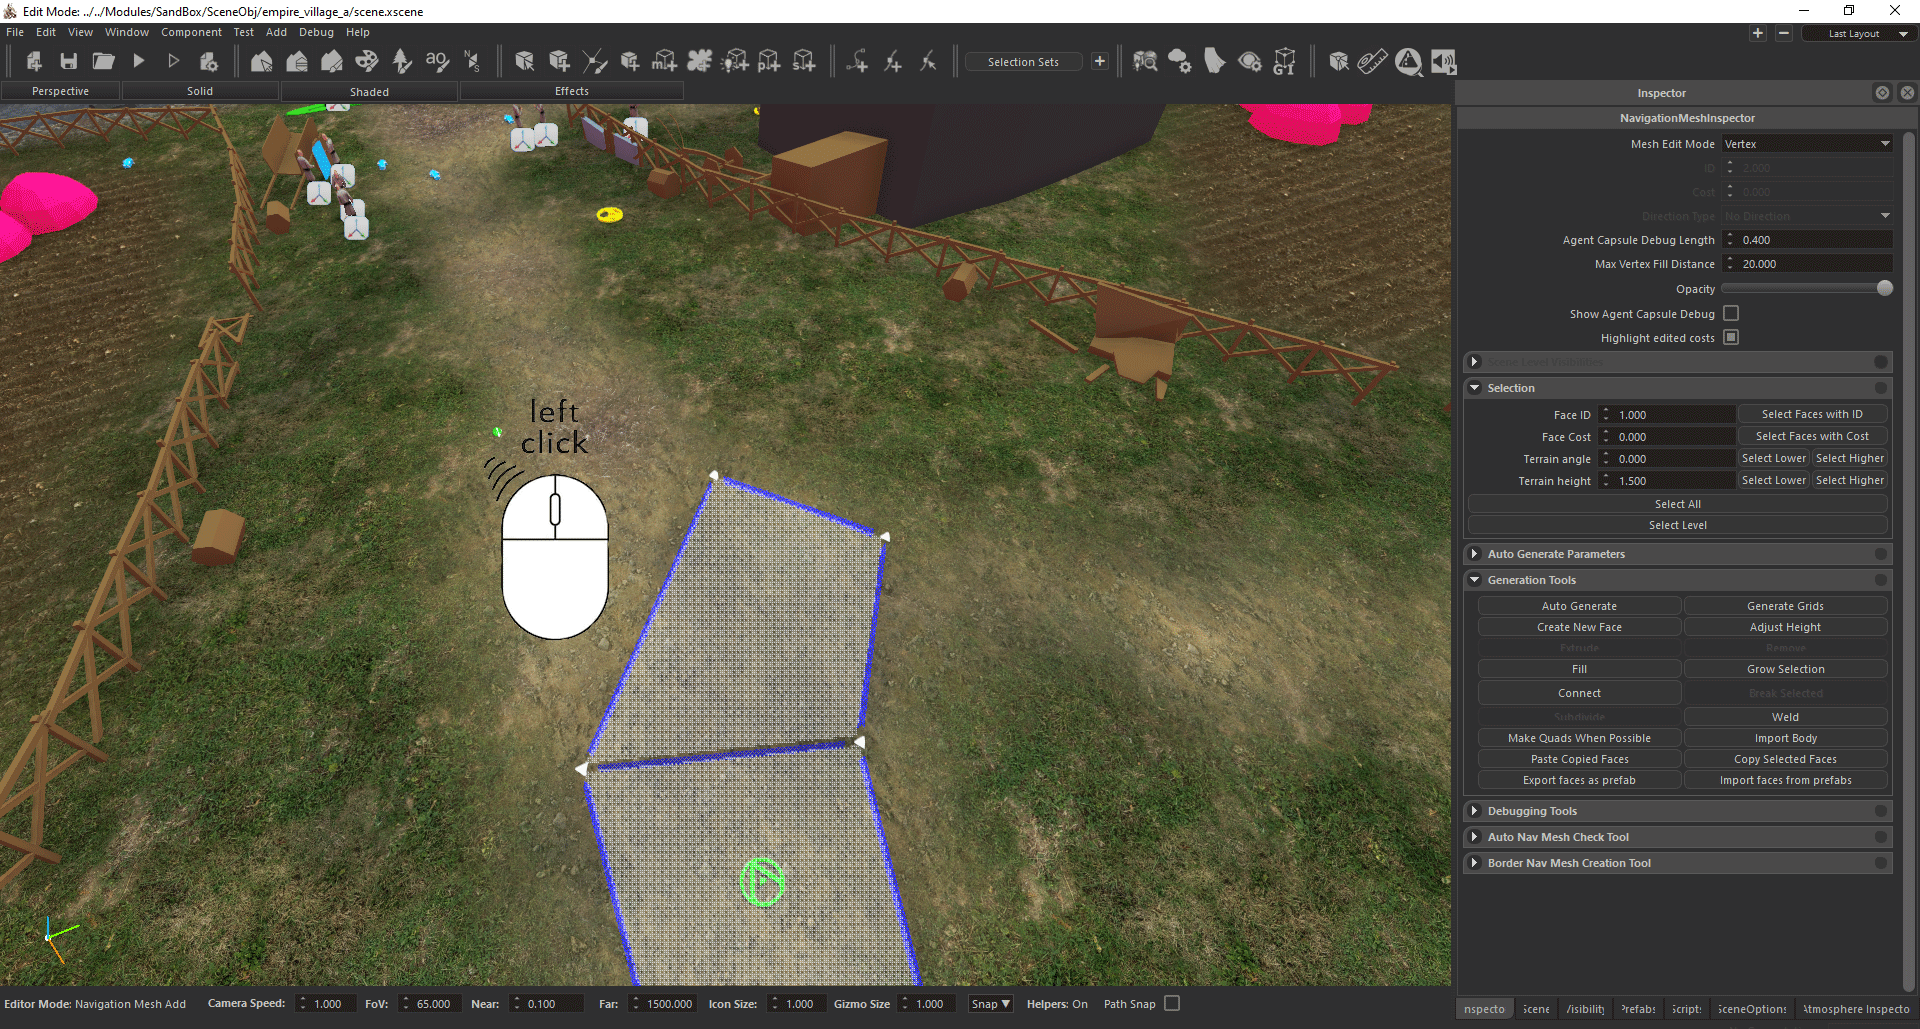 Edit Mode: ../../Modules/SandBox/SceneObj/empire_village_a/scene.xscene
File Edit View Window Component Test Add Debug Help
Last Layout
Selection Sets
Perspective Solid Shaded Effects
Inspector
NavigationMeshInspector
Mesh Edit Mode Vertex
ID 2.000
Cost 0.000
Direction Type No Direction
Agent Capsule Debug Length 0.400
Max Vertex Fill Distance 20.000
Opacity
Show Agent Capsule Debug
Highlight edited costs
Scene Level Visibilities
Selection
Face ID 1.000 Select Faces with ID
Face Cost 0.000 Select Faces with Cost
Terrain angle 0.000 Select Lower Select Higher
Terrain height 1.500 Select Lower Select Higher
Select All
Select Level
Auto Generate Parameters
Generation Tools
Auto Generate Generate Grids
Create New Face Adjust Height
Extrude Remove
Fill Grow Selection
Connect Break Selected
Subdivide Weld
Make Quads When Possible Import Body
Paste Copied Faces Copy Selected Faces
Export faces as prefab Import faces from prefabs
Debugging Tools
Auto Nav Mesh Check Tool
Border Nav Mesh Creation Tool
left
click
Editor Mode: Navigation Mesh Add Camera Speed: 1.000 FoV: 65.000 Near: 0.100 Far: 1500.000 Icon Size: 1.000 Gizmo Size 1.000 Snap Helpers: On Path Snap
nspecto Scene /isibility Prefabs Scripts SceneOptions Atmosphere Inspecto